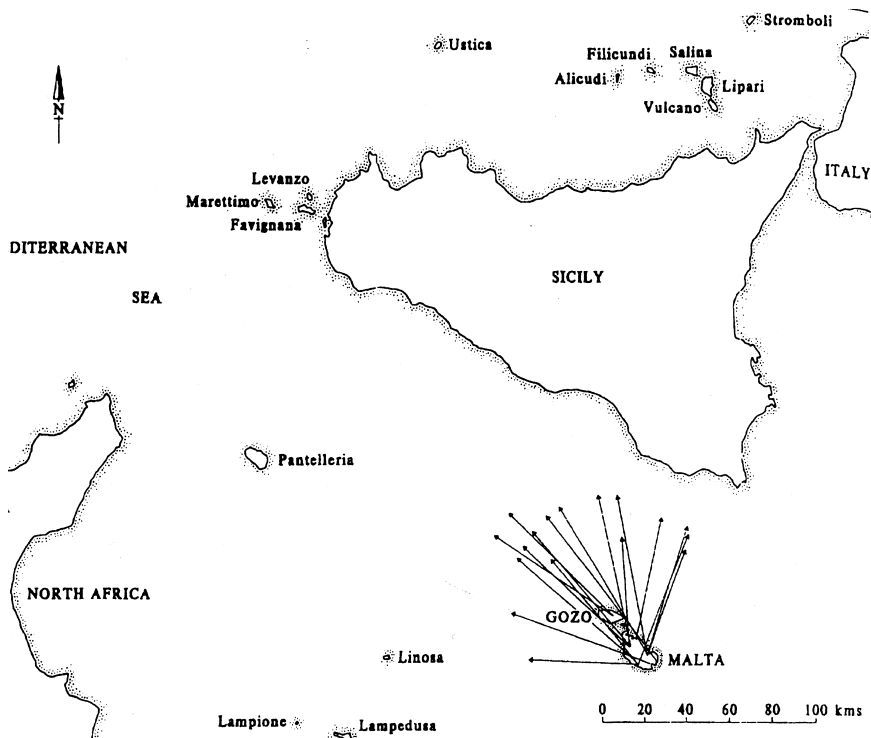 Stromboli
Ustica
Filicundi
Salina
Alicudi
Lipari
Vulcano
N
ITALY
Levanzo
Marettimo
Favignana
DITERRANEAN
SEA
SICILY
Pantelleria
NORTH AFRICA
GOZO
Linosa
MALTA
Lampione
Lampedusa
0 20 40 60 80 100 kms